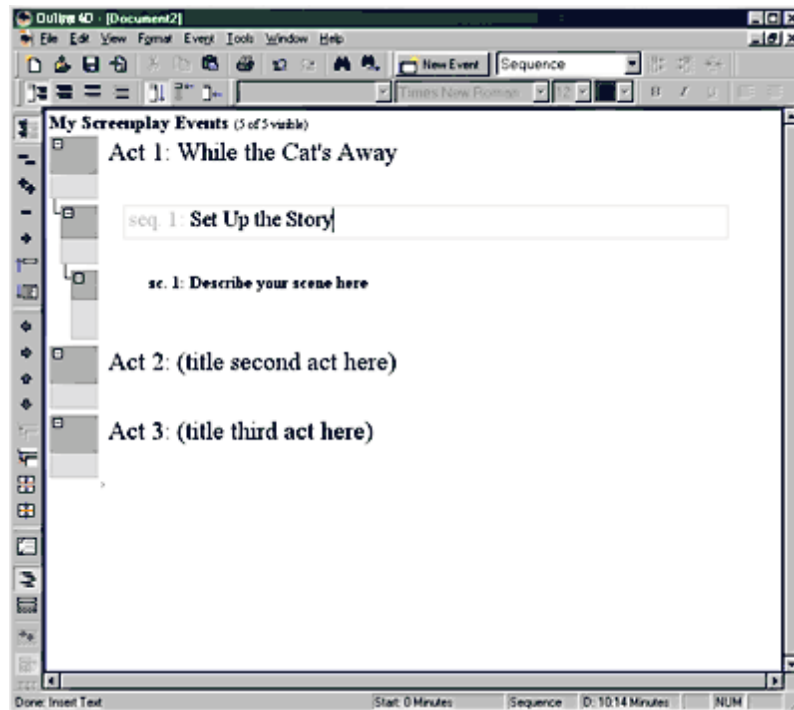 Outline 4D - [Document2]
File Edit View Format Event Tools Window Help
New Event Sequence
Times New Roman 12 B I U
My Screenplay Events (5 of 5 visible)
Act 1: While the Cat's Away
seq. 1: Set Up the Story
sc. 1: Describe your scene here
Act 2: (title second act here)
Act 3: (title third act here)
Done: Insert Text Start: 0 Minutes Sequence D: 10:14 Minutes NUM